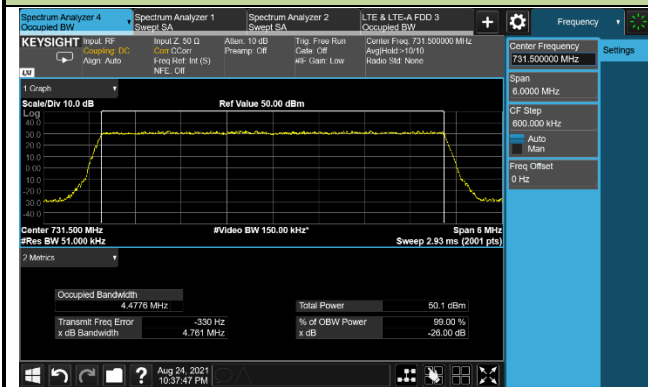 Spectrum Analyzer 4
Occupied BW
Spectrum Analyzer 1
Swept SA
Spectrum Analyzer 2
Swept SA
LTE & LTE-A FDD 3
Occupied BW
Frequency
KEYSIGHT
Input: RF
Coupling: DC
Align: Auto
Input Z: 50 Ω
Corr CCorr
Freq Ref: Int (S)
NFE: Off
Atten: 10 dB
Preamp: Off
Trig: Free Run
Gate: Off
#IF Gain: Low
Center Freq: 731.500000 MHz
Avg|Hold:>10/10
Radio Std: None
LXI
Center Frequency
731.500000 MHz
Settings
Span
6.0000 MHz
CF Step
600.000 kHz
Auto
Man
Freq Offset
0 Hz
1 Graph
Scale/Div 10.0 dB
Ref Value 50.00 dBm
Log
40.0
30.0
20.0
10.0
0.00
-10.0
-20.0
-30.0
-40.0
Center 731.500 MHz
#Video BW 150.00 kHz*
Span 6 MHz
#Res BW 51.000 kHz
Sweep 2.93 ms (2001 pts)
2 Metrics
Occupied Bandwidth
4.4776 MHz
Total Power
50.1 dBm
Transmit Freq Error
-330 Hz
% of OBW Power
99.00 %
x dB Bandwidth
4.761 MHz
x dB
-26.00 dB
Aug 24, 2021
10:37:47 PM